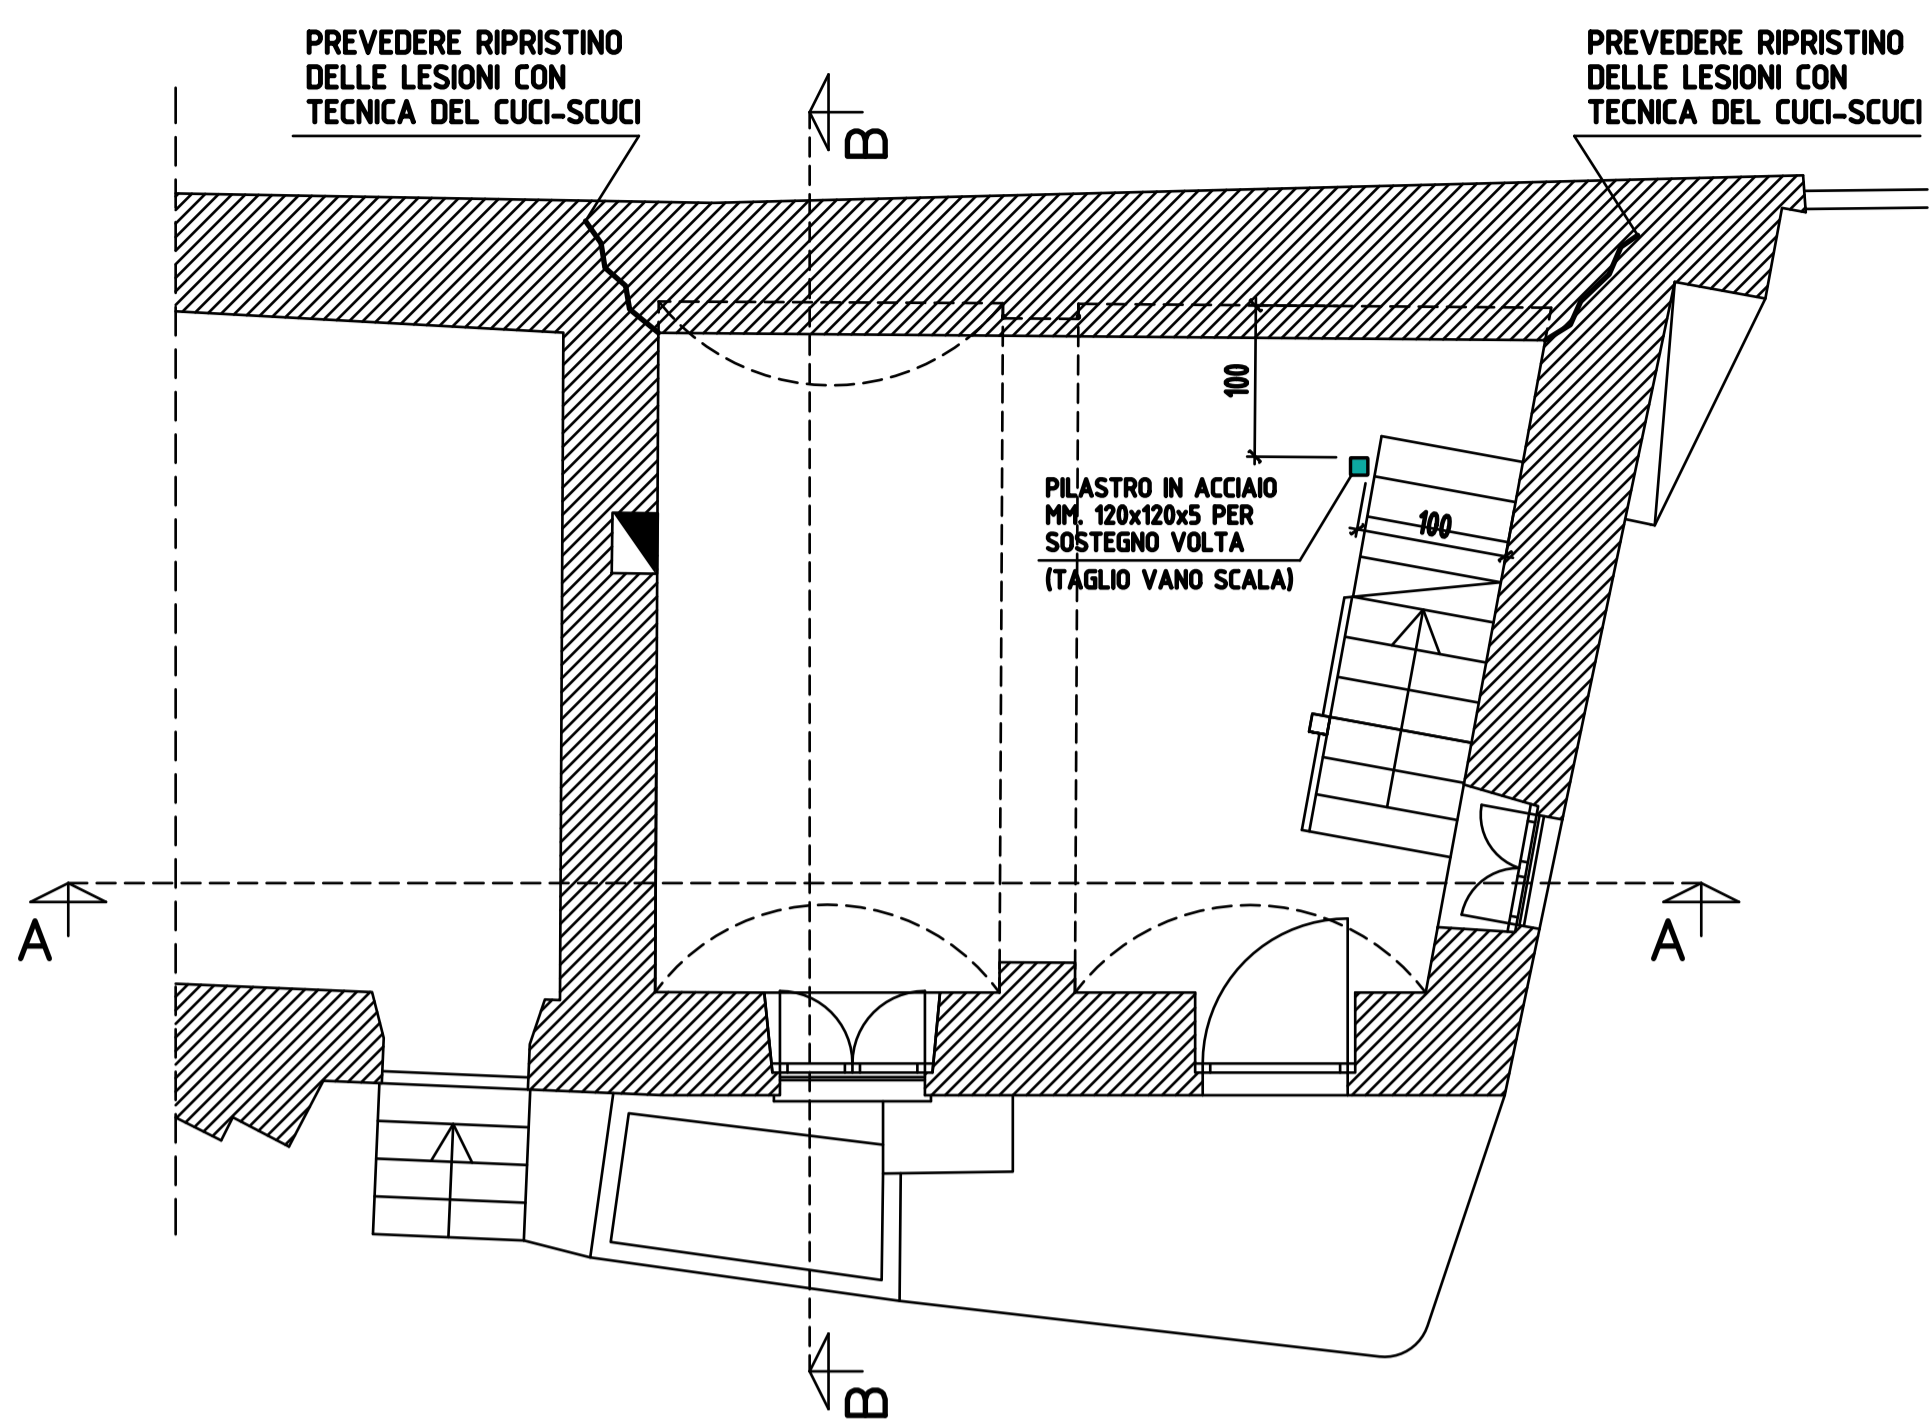 PREVEDERE RIPRISTINO
DELLE LESIONI CON
TECNICA DEL CUCI-SCUCI
PREVEDERE RIPRISTINO
DELLE LESIONI CON
TECNICA DEL CUCI-SCUCI
B
100
PILASTRO IN ACCIAIO
MM. 120x120x5 PER
SOSTEGNO VOLTA
(TAGLIO VANO SCALA)
100
A
A
B